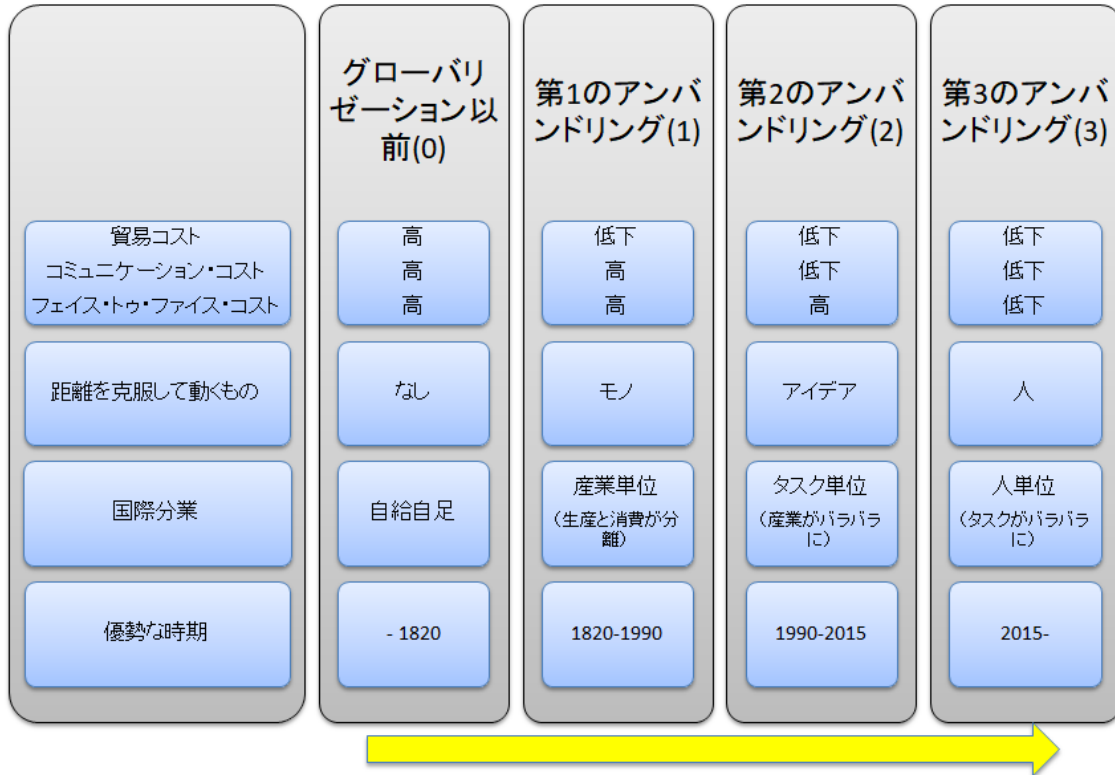 グローバリ
ゼーション以
前(0)
第1のアンバ
ンドリング(1)
第2のアンバ
ンドリング(2)
第3のアンバ
ンドリング(3)
貿易コスト
コミュニケーション・コスト
フェイス・トゥ・ファイス・コスト
高
高
高
低下
高
高
低下
低下
高
低下
低下
低下
距離を克服して動くもの
なし
モノ
アイデア
人
国際分業
自給自足
産業単位
(生産と消費が分
離)
タスク単位
(産業がバラバラ
に)
人単位
(タスクがバラバラ
に)
優勢な時期
- 1820
1820-1990
1990-2015
2015-